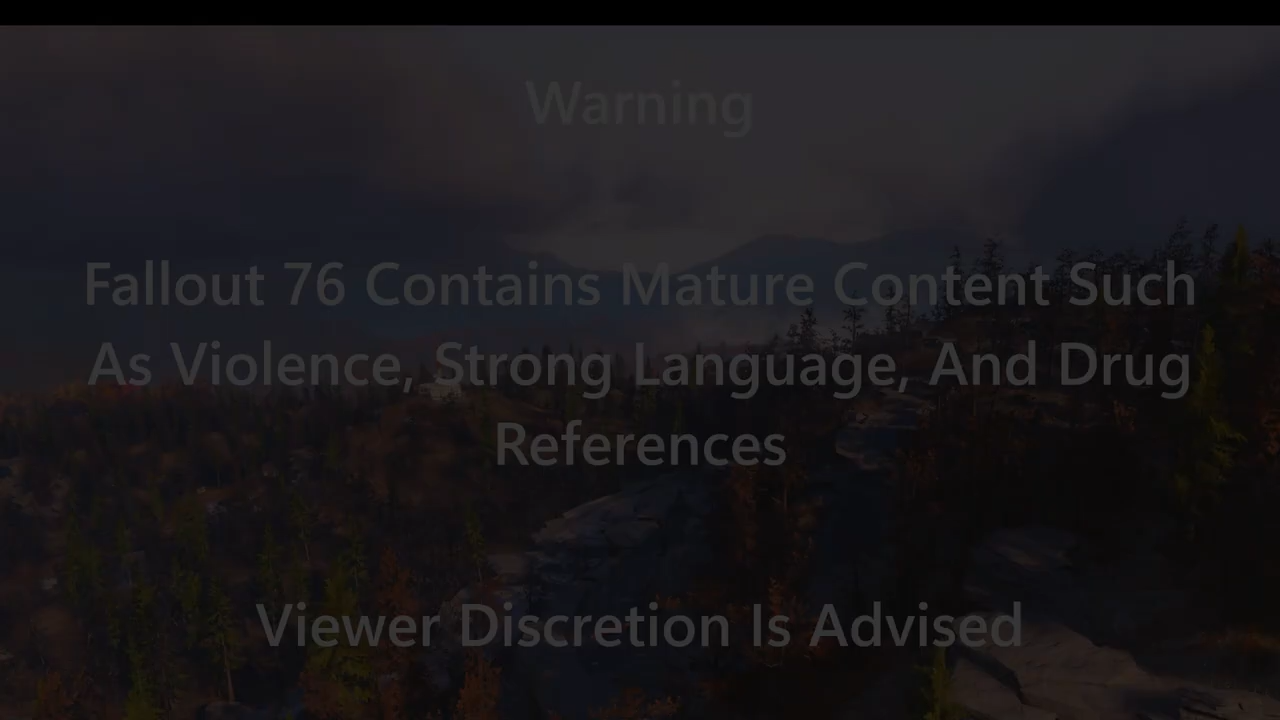 Warning
Fallout 76 Contains Mature Content Such
As Violence, Strong Language, And Drug
References
Viewer Discretion Is Advised